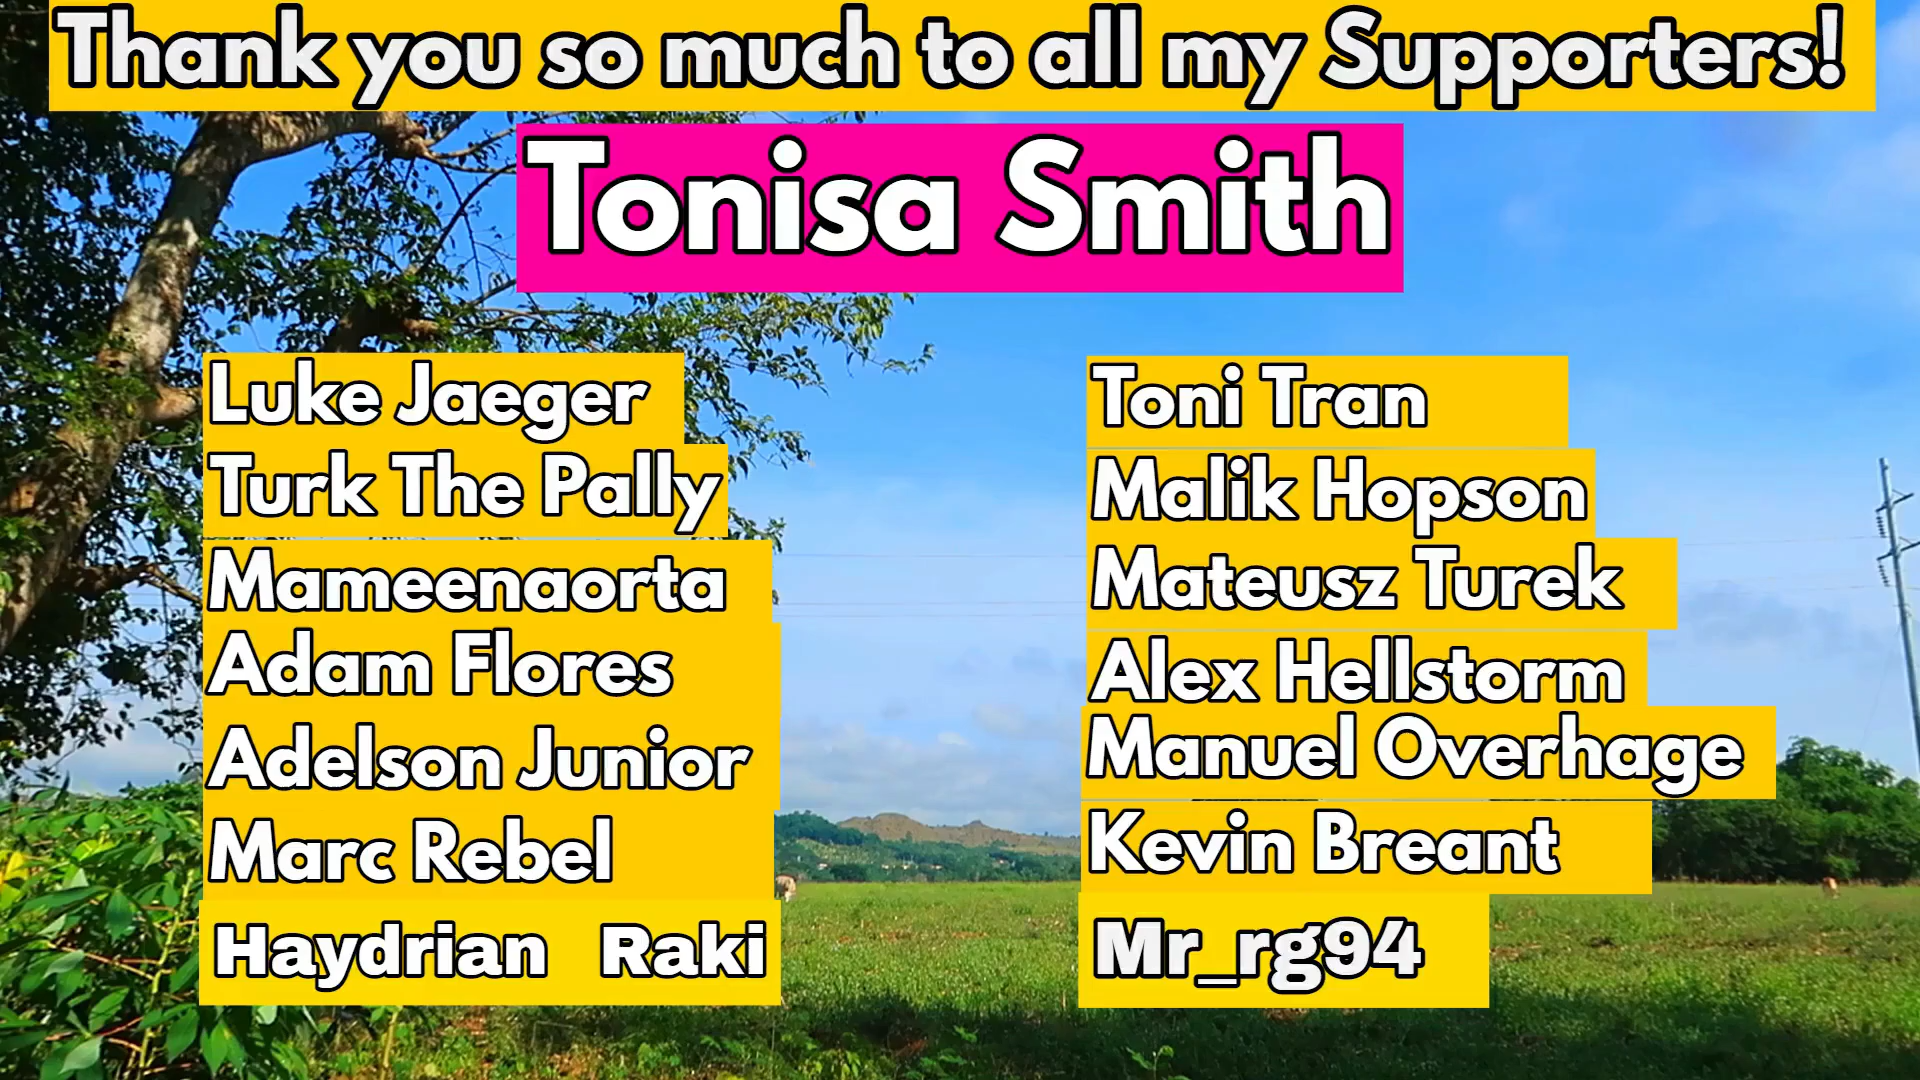 Thank you so much to all my Supporters!
Tonisa Smith
Luke Jaeger
Turk The Pally
Mameenaorta
Adam Flores
Adelson Junior
Marc Rebel
Haydrian Raki
Toni Tran
Malik Hopson
Mateusz Turek
Alex Hellstorm
Manuel Overhage
Kevin Breant
Mr_rg94